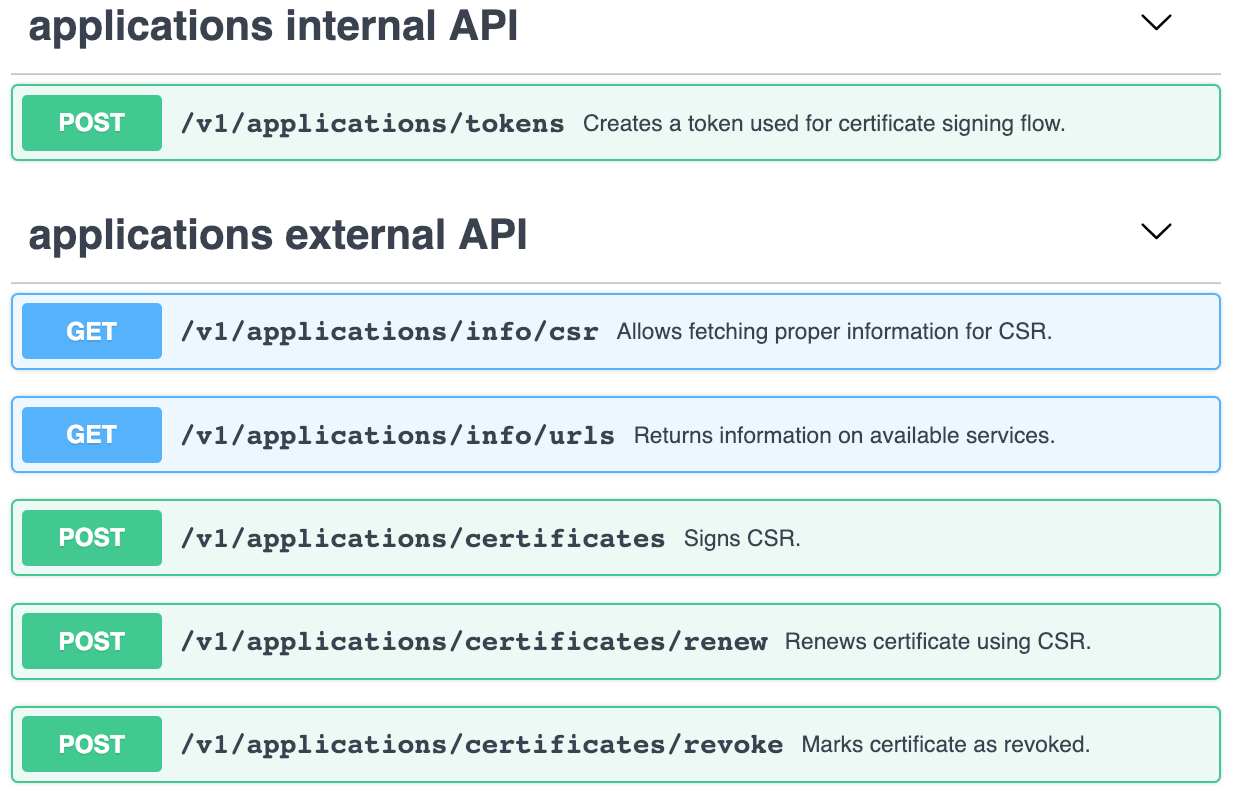 applications internal API
POST /v1/applications/tokens Creates a token used for certificate signing flow.
applications external API
GET /v1/applications/info/csr Allows fetching proper information for CSR.
GET /v1/applications/info/urls Returns information on available services.
POST /v1/applications/certificates Signs CSR.
POST /v1/applications/certificates/renew Renews certificate using CSR.
POST /v1/applications/certificates/revoke Marks certificate as revoked.